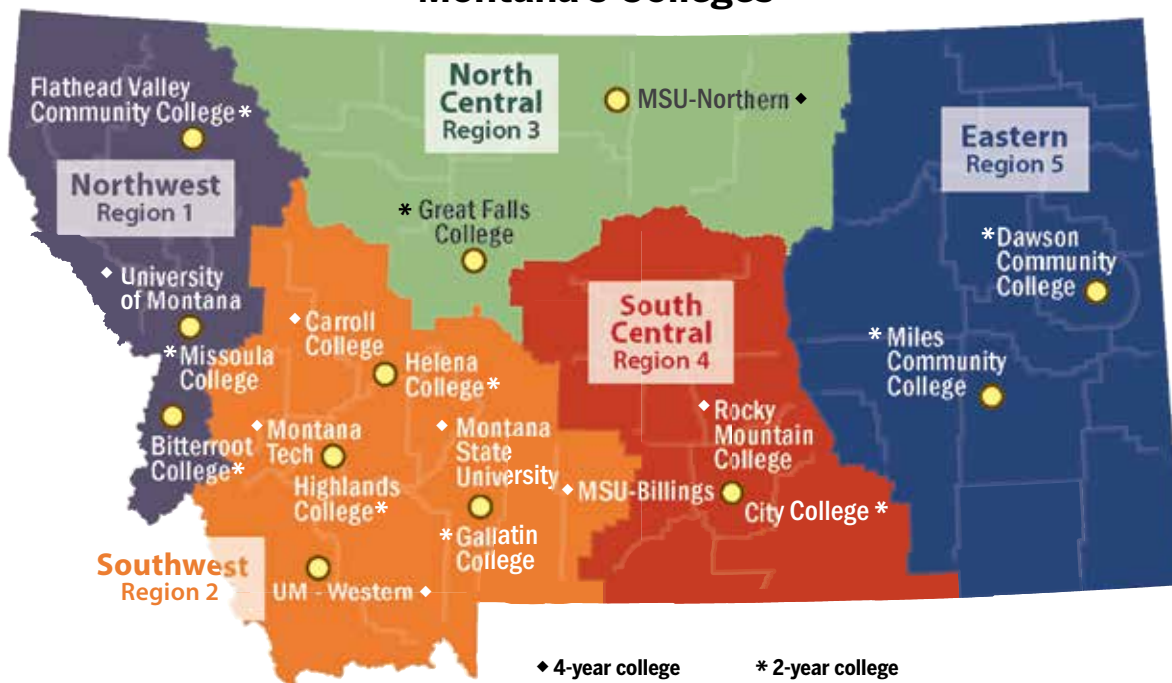 Montana's Colleges
Flathead Valley
Community College *
Northwest
Region 1
North
Central
Region 3
MSU-Northern ◆
Eastern
Region 5
* Great Falls
College
◆ University
of Montana
* Missoula
College
Bitterroot
College*
◆ Carroll
College
Helena
College*
◆ Montana
Tech
Highlands
College*
◆ Montana
State
University
* Gallatin
College
Southwest
Region 2
UM - Western ◆
South
Central
Region 4
◆ Rocky
Mountain
College
◆ MSU-Billings
City College *
* Dawson
Community
College
* Miles
Community
College
◆ 4-year college
* 2-year college